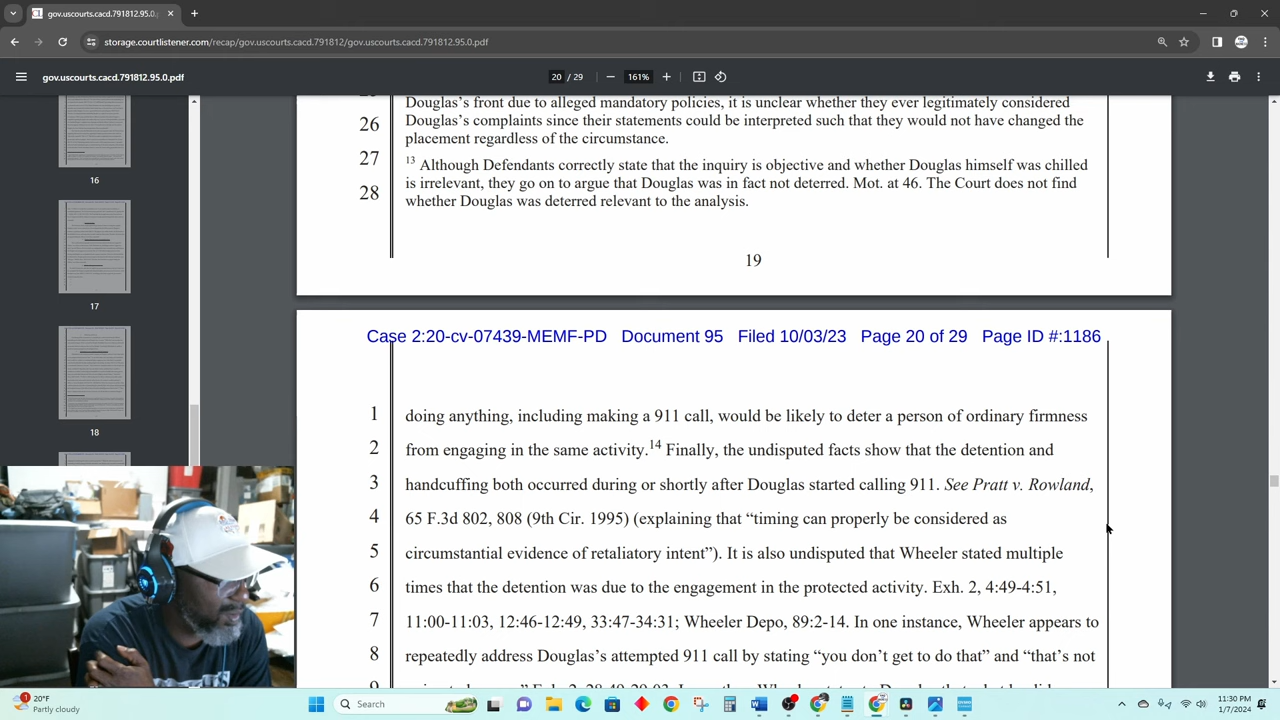 gov.uscourts.cacd.791812.95.0.p
storage.courtlistener.com/recap/gov.uscourts.cacd.791812/gov.uscourts.cacd.791812.95.0.pdf
gov.uscourts.cacd.791812.95.0.pdf
20 / 29
161%
16
17
18
Douglas's front due to alleged mandatory policies, it is unclear whether they ever legitimately considered
26 Douglas's complaints since their statements could be interpreted such that they would not have changed the
placement regardless of the circumstance.
27 13 Although Defendants correctly state that the inquiry is objective and whether Douglas himself was chilled
is irrelevant, they go on to argue that Douglas was in fact not deterred. Mot. at 46. The Court does not find
28 whether Douglas was deterred relevant to the analysis.
19
Case 2:20-cv-07439-MEMF-PD Document 95 Filed 10/03/23 Page 20 of 29 Page ID #:1186
1 doing anything, including making a 911 call, would be likely to deter a person of ordinary firmness
2 from engaging in the same activity.14 Finally, the undisputed facts show that the detention and
3 handcuffing both occurred during or shortly after Douglas started calling 911. See Pratt v. Rowland,
4 65 F.3d 802, 808 (9th Cir. 1995) (explaining that “timing can properly be considered as
5 circumstantial evidence of retaliatory intent”). It is also undisputed that Wheeler stated multiple
6 times that the detention was due to the engagement in the protected activity. Exh. 2, 4:49-4:51,
7 11:00-11:03, 12:46-12:49, 33:47-34:31; Wheeler Depo, 89:2-14. In one instance, Wheeler appears to
8 repeatedly address Douglas's attempted 911 call by stating “you don't get to do that” and “that's not
20°F
Partly cloudy
Search
11:30 PM
1/7/2024